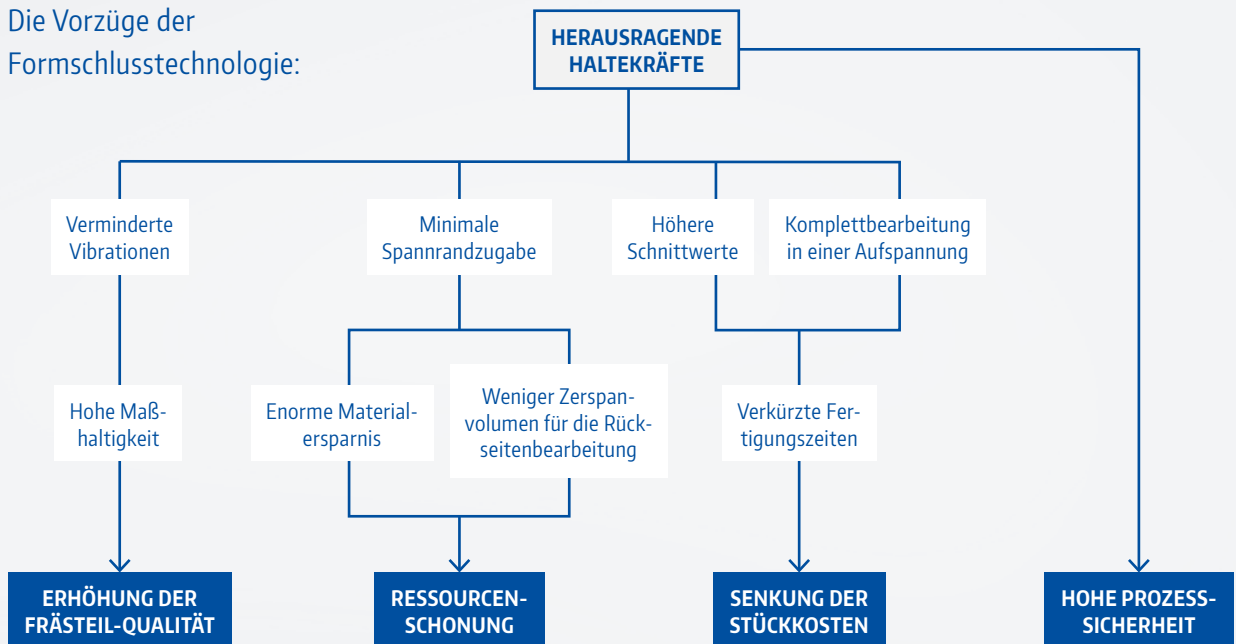 Die Vorzüge der
Formschlusstechnologie:
HERAUSRAGENDE
HALTEKRÄFTE
Verminderte
Vibrationen
Minimale
Spannrandzugabe
Höhere
Schnittwerte
Komplettbearbeitung
in einer Aufspannung
Hohe Maß-
haltigkeit
Enorme Material-
ersparnis
Weniger Zerspan-
volumen für die Rück-
seitenbearbeitung
Verkürzte Fer-
tigungszeiten
ERHÖHUNG DER
FRÄSTEIL-QUALITÄT
RESSOURCEN-
SCHONUNG
SENKUNG DER
STÜCKKOSTEN
HOHE PROZESS-
SICHERHEIT